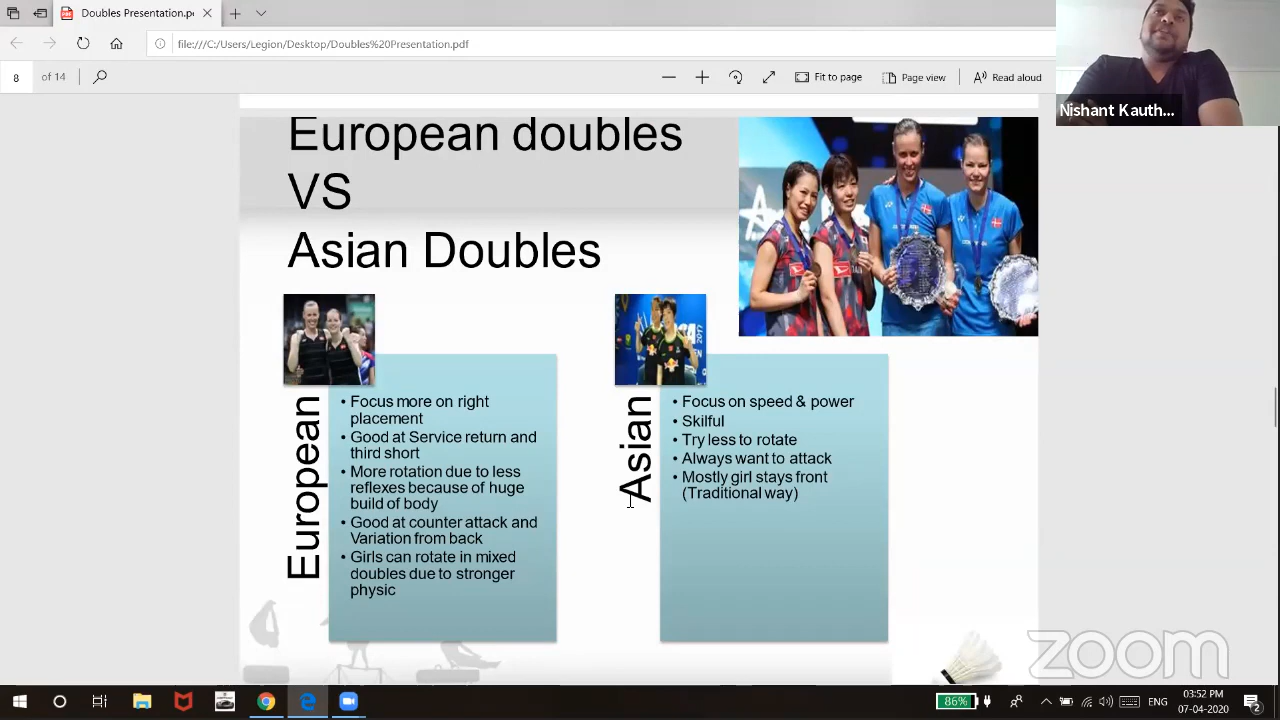 Doubles Presentation.pdf
file:///C:/Users/Legion/Desktop/Doubles%20Presentation.pdf
8 of 14
Fit to page
Page view
Read aloud
Nishant Kauth...
European doubles
VS
Asian Doubles
European
• Focus more on right
placement
• Good at Service return and
third short
• More rotation due to less
reflexes because of huge
build of body
• Good at counter attack and
Variation from back
• Girls can rotate in mixed
doubles due to stronger
physic
Asian
• Focus on speed & power
• Skilful
• Try less to rotate
• Always want to attack
• Mostly girl stays front
(Traditional way)
zoom
86%
ENG
03:52 PM
07-04-2020
2